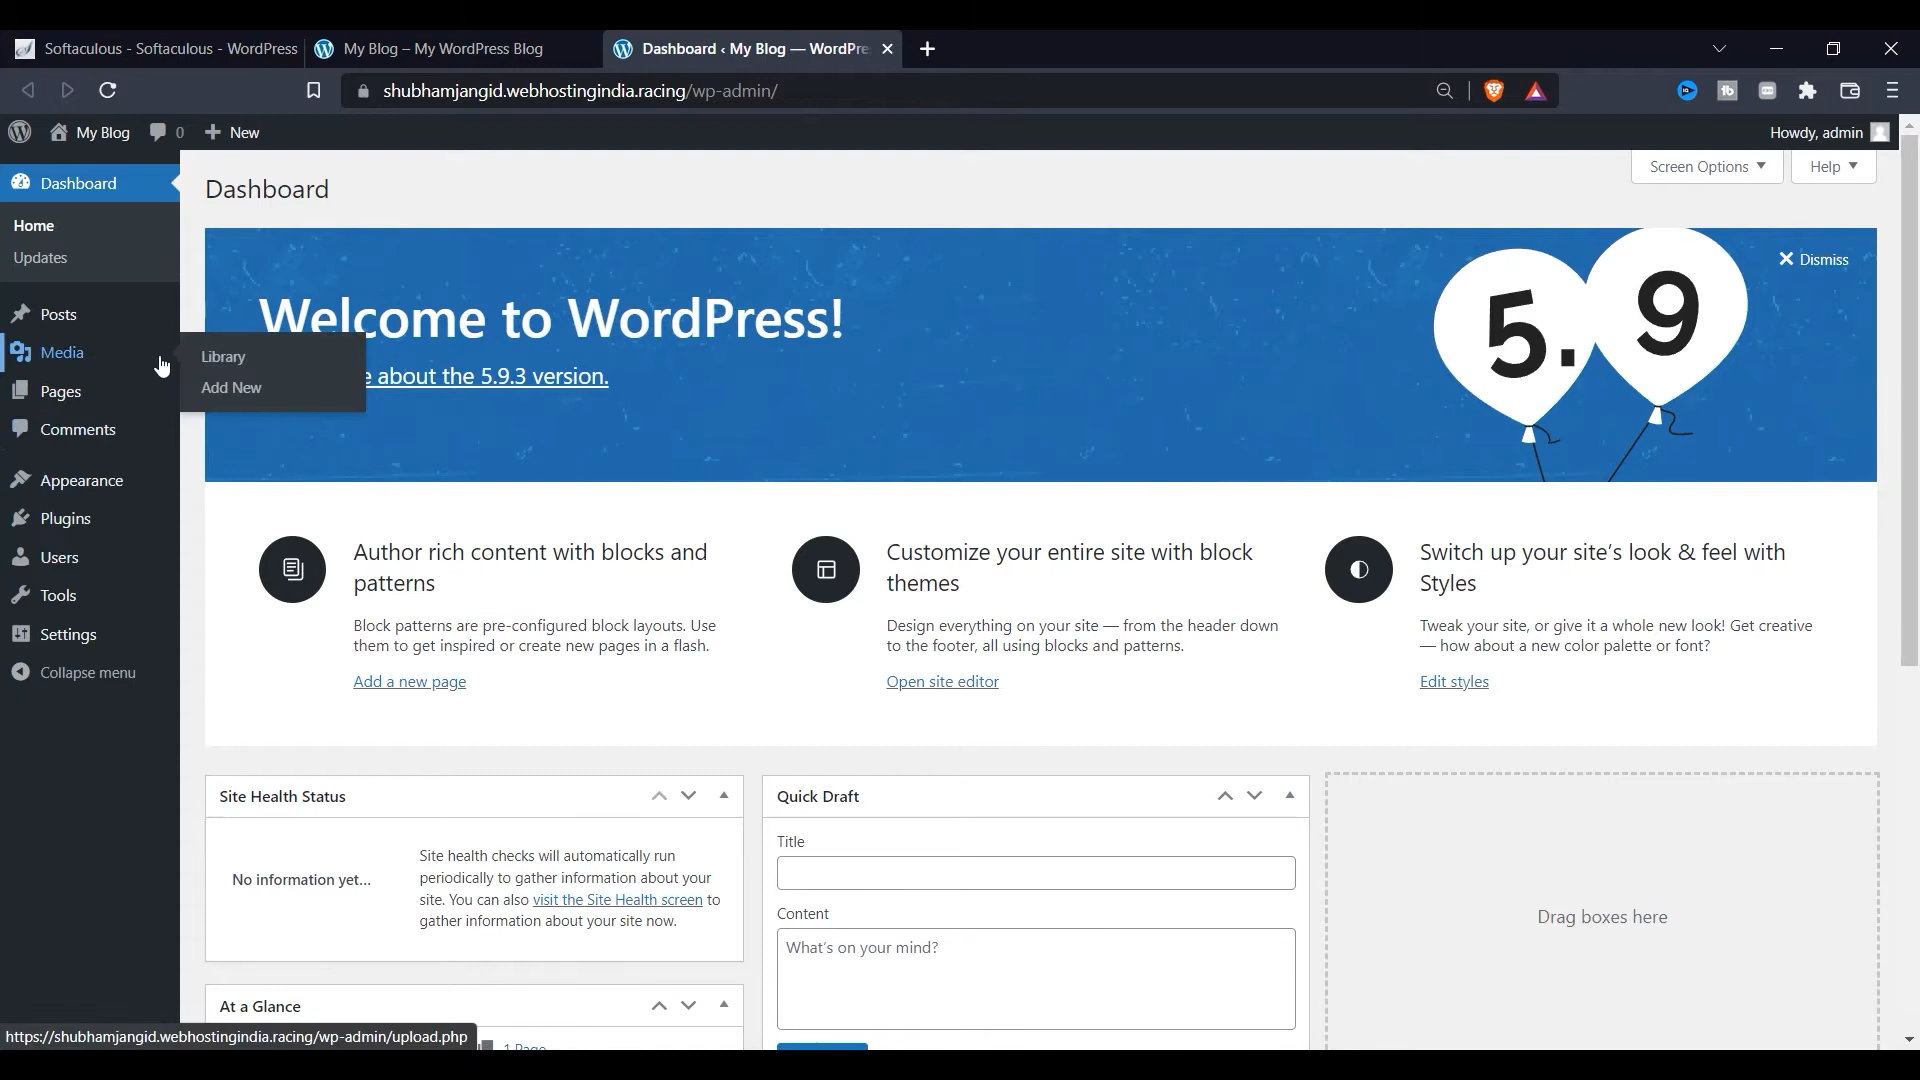 Softaculous - Softaculous - WordPress
My Blog – My WordPress Blog
Dashboard ‹ My Blog — WordPre
shubhamjangid.webhostingindia.racing/wp-admin/
My Blog
0
New
Howdy, admin
Dashboard
Home
Updates
Posts
Media
Pages
Comments
Appearance
Plugins
Users
Tools
Settings
Collapse menu
Library
Add New
Dashboard
Screen Options
Help
Welcome to WordPress!
e about the 5.9.3 version.
5.9
Dismiss
Author rich content with blocks and
patterns
Block patterns are pre-configured block layouts. Use
them to get inspired or create new pages in a flash.
Add a new page
Customize your entire site with block
themes
Design everything on your site — from the header down
to the footer, all using blocks and patterns.
Open site editor
Switch up your site’s look & feel with
Styles
Tweak your site, or give it a whole new look! Get creative
— how about a new color palette or font?
Edit styles
Site Health Status
No information yet...
Site health checks will automatically run
periodically to gather information about your
site. You can also visit the Site Health screen to
gather information about your site now.
At a Glance
1 Page
Quick Draft
Title
Content
What's on your mind?
Drag boxes here
https://shubhamjangid.webhostingindia.racing/wp-admin/upload.php